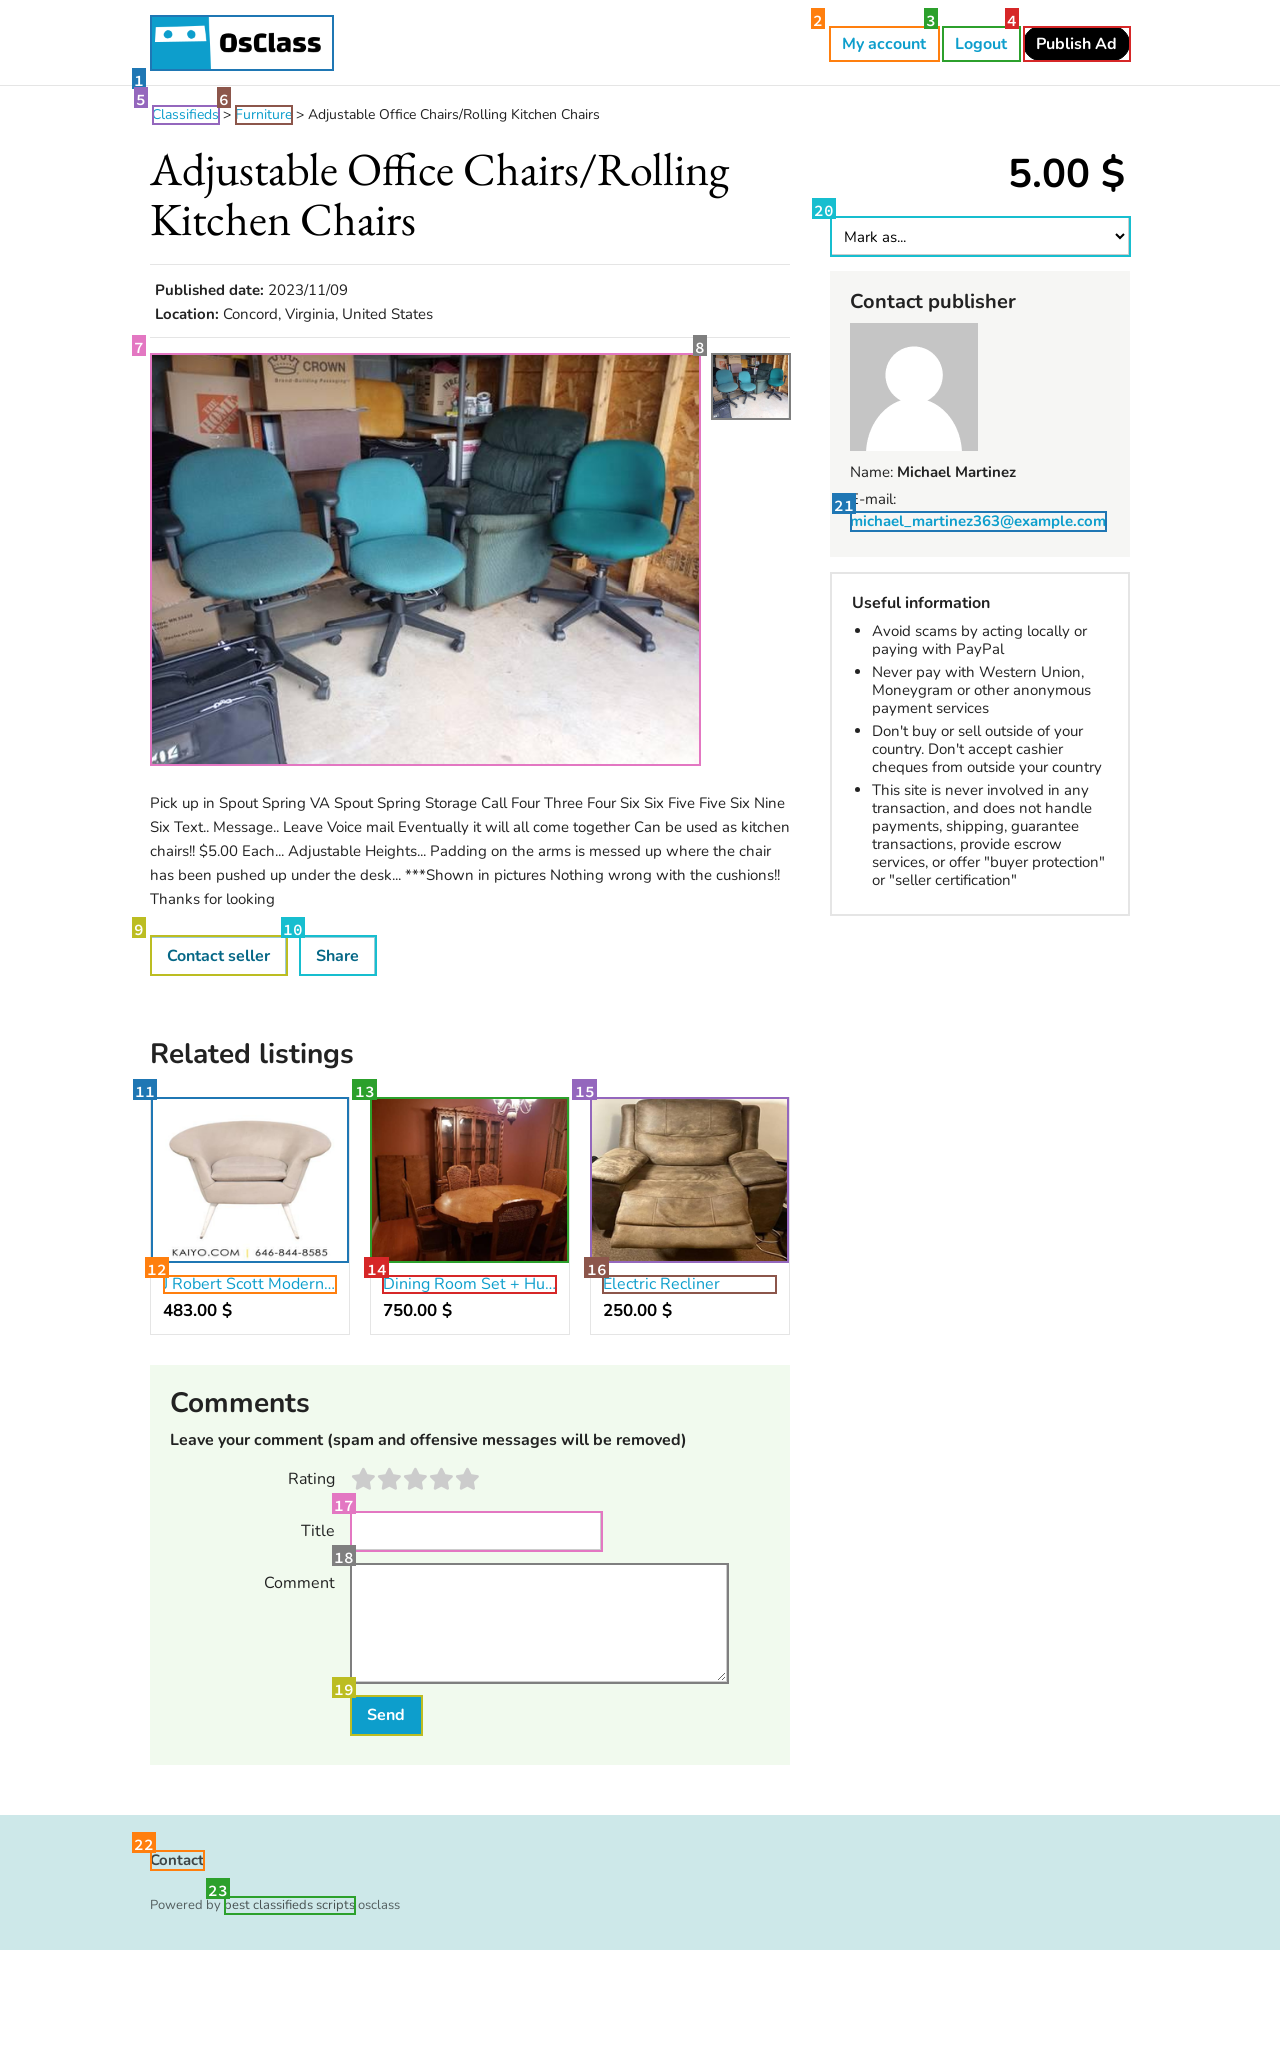 OsClass
2
My account
3
Logout
4
Publish Ad
1
5
6
Classifieds > Furniture > Adjustable Office Chairs/Rolling Kitchen Chairs
Adjustable Office Chairs/Rolling
Kitchen Chairs
5.00 $
20
Mark as...
Published date: 2023/11/09
Location: Concord, Virginia, United States
Contact publisher
Name: Michael Martinez
E-mail:
21
michael_martinez363@example.com
7
8
CROWN
Brand-Building Packaging
THE
HOME
Useful information
Avoid scams by acting locally or
paying with PayPal
Never pay with Western Union,
Moneygram or other anonymous
payment services
Don't buy or sell outside of your
country. Don't accept cashier
cheques from outside your country
This site is never involved in any
transaction, and does not handle
payments, shipping, guarantee
transactions, provide escrow
services, or offer "buyer protection"
or "seller certification"
Pick up in Spout Spring VA Spout Spring Storage Call Four Three Four Six Six Five Five Six Nine
Six Text.. Message.. Leave Voice mail Eventually it will all come together Can be used as kitchen
chairs!! $5.00 Each... Adjustable Heights... Padding on the arms is messed up where the chair
has been pushed up under the desk... ***Shown in pictures Nothing wrong with the cushions!!
Thanks for looking
9
Contact seller
10
Share
Related listings
11
13
15
KAIYO.COM | 646-844-8585
12
J Robert Scott Modern...
483.00 $
14
Dining Room Set + Hu...
750.00 $
16
Electric Recliner
250.00 $
Comments
Leave your comment (spam and offensive messages will be removed)
Rating
17
Title
18
Comment
19
Send
22
Contact
23
Powered by best classifieds scripts osclass